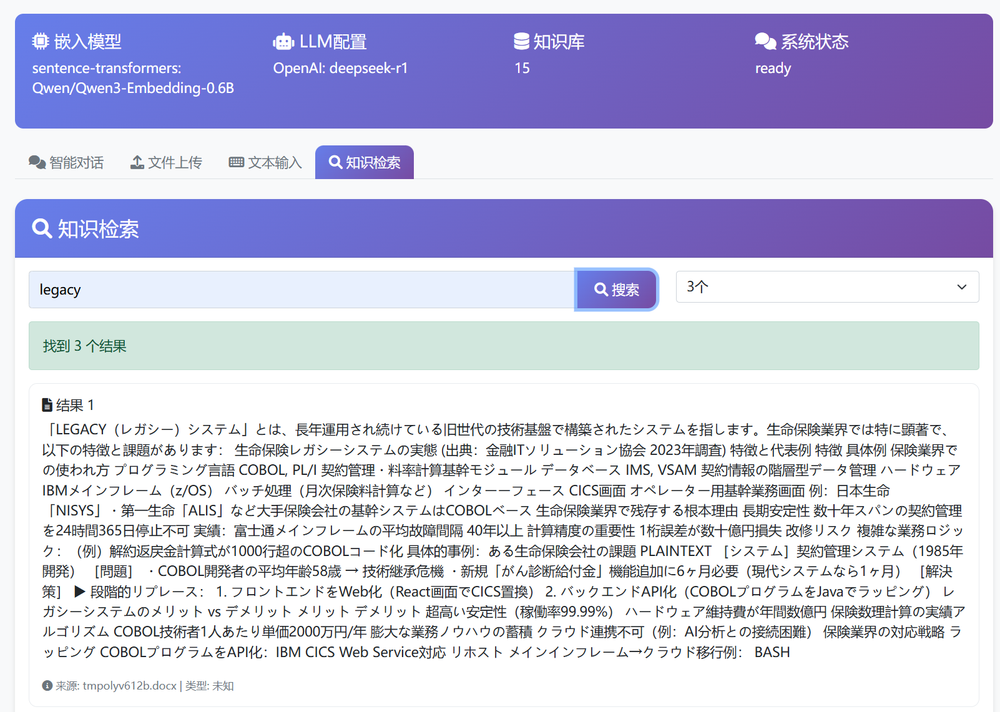 嵌入模型
sentence-transformers:
Qwen/Qwen3-Embedding-0.6B
LLM配置
OpenAI: deepseek-r1
知识库
15
系统状态
ready
智能对话
文件上传
文本输入
知识检索
知识检索
legacy
搜索
3个
找到 3 个结果
结果 1
「LEGACY（レガシー）システム」とは、長年運用され続けている旧世代の技術基盤で構築されたシステムを指します。生命保険業界では特に顕著で、
以下の特徴と課題があります： 生命保険レガシーシステムの実態 (出典：金融ITソリューション協会 2023年調査) 特徴と代表例 特徴 具体例 保険業界で
の使われ方 プログラミング言語 COBOL, PL/I 契約管理・料率計算基幹モジュール データベース IMS, VSAM 契約情報の階層型データ管理 ハードウェア
IBMメインフレーム（z/OS） バッチ処理（月次保険料計算など） インターーフェース CICS画面 オペレーター用基幹業務画面 例：日本生命
「NISYS」・第一生命「ALIS」など大手保険会社の基幹システムはCOBOLベース 生命保険業界で残存する根本理由 長期安定性 数十年スパンの契約管理
を24時間365日停止不可 実績：富士通メインフレームの平均故障間隔 40年以上 計算精度の重要性 1桁誤差が数十億円損失 改修リスク 複雑な業務ロジッ
ク：（例）解約返戻金計算式が1000行超のCOBOLコード化 具体的事例：ある生命保険会社の課題 PLAINTEXT ［システム］契約管理システム（1985年
開発） ［問題］ ・COBOL開発者の平均年齢58歳 → 技術継承危機 ・新規「がん診断給付金」機能追加に6ヶ月必要（現代システムなら1ヶ月） ［解決
策］ ▶ 段階的リプレース： 1. フロントエンドをWeb化（React画面でCICS置換） 2. バックエンドAPI化（COBOLプログラムをJavaでラッピング） レ
ガシーシステムのメリット vs デメリット メリット デメリット 超高い安定性（稼働率99.99%） ハードウェア維持費が年間数億円 保険数理計算の実績ア
ルゴリズム COBOL技術者1人あたり単価2000万円/年 膨大な業務ノウハウの蓄積 クラウド連携不可（例：AI分析との接続困難） 保険業界の対応戦略 ラ
ッピング COBOLプログラムをAPI化：IBM CICS Web Service対応 リホスト メインインフレーム→クラウド移行例： BASH
来源: tmpolyv612b.docx | 类型: 未知